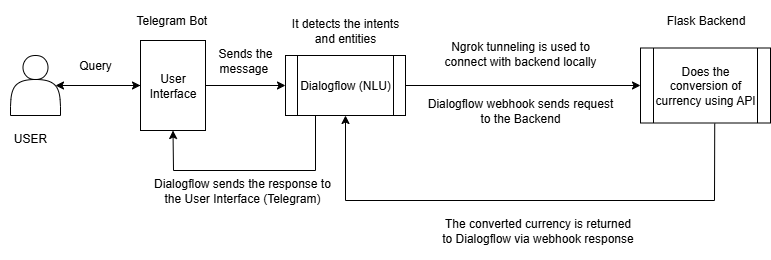 Telegram Bot
It detects the intents
and entities
Flask Backend
Query
User
Interface
Sends the
message
Dialogflow (NLU)
Ngrok tunneling is used to
connect with backend locally
Does the
conversion of
currency using API
Dialogflow webhook sends request
to the Backend
USER
Dialogflow sends the response to
the User Interface (Telegram)
The converted currency is returned
to Dialogflow via webhook response